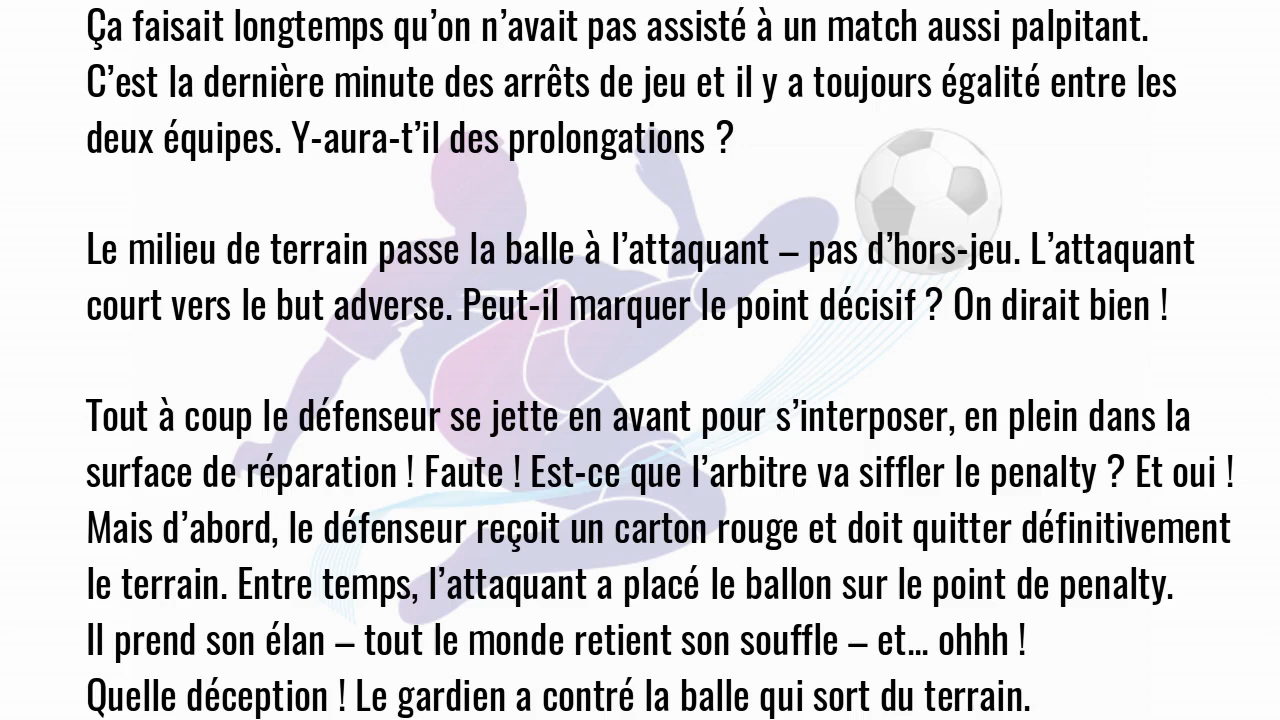 Ça faisait longtemps qu’on n’avait pas assisté à un match aussi palpitant.
C’est la dernière minute des arrêts de jeu et il y a toujours égalité entre les
deux équipes. Y-aura-t’il des prolongations ?
Le milieu de terrain passe la balle à l’attaquant – pas d’hors-jeu. L’attaquant
court vers le but adverse. Peut-il marquer le point décisif ? On dirait bien !
Tout à coup le défenseur se jette en avant pour s’interposer, en plein dans la
surface de réparation ! Faute ! Est-ce que l’arbitre va siffler le penalty ? Et oui !
Mais d’abord, le défenseur reçoit un carton rouge et doit quitter définitivement
le terrain. Entre temps, l’attaquant a placé le ballon sur le point de penalty.
Il prend son élan – tout le monde retient son souffle – et... ohhh !
Quelle déception ! Le gardien a contré la balle qui sort du terrain.